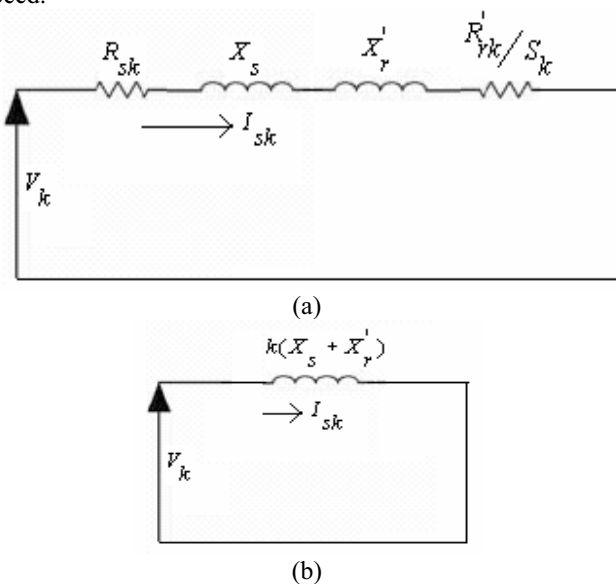 R_sk X_s X'_r R'_rk/S_k
I_sk
V_k
(a)
k(X_s + X'_r)
I_sk
V_k
(b)